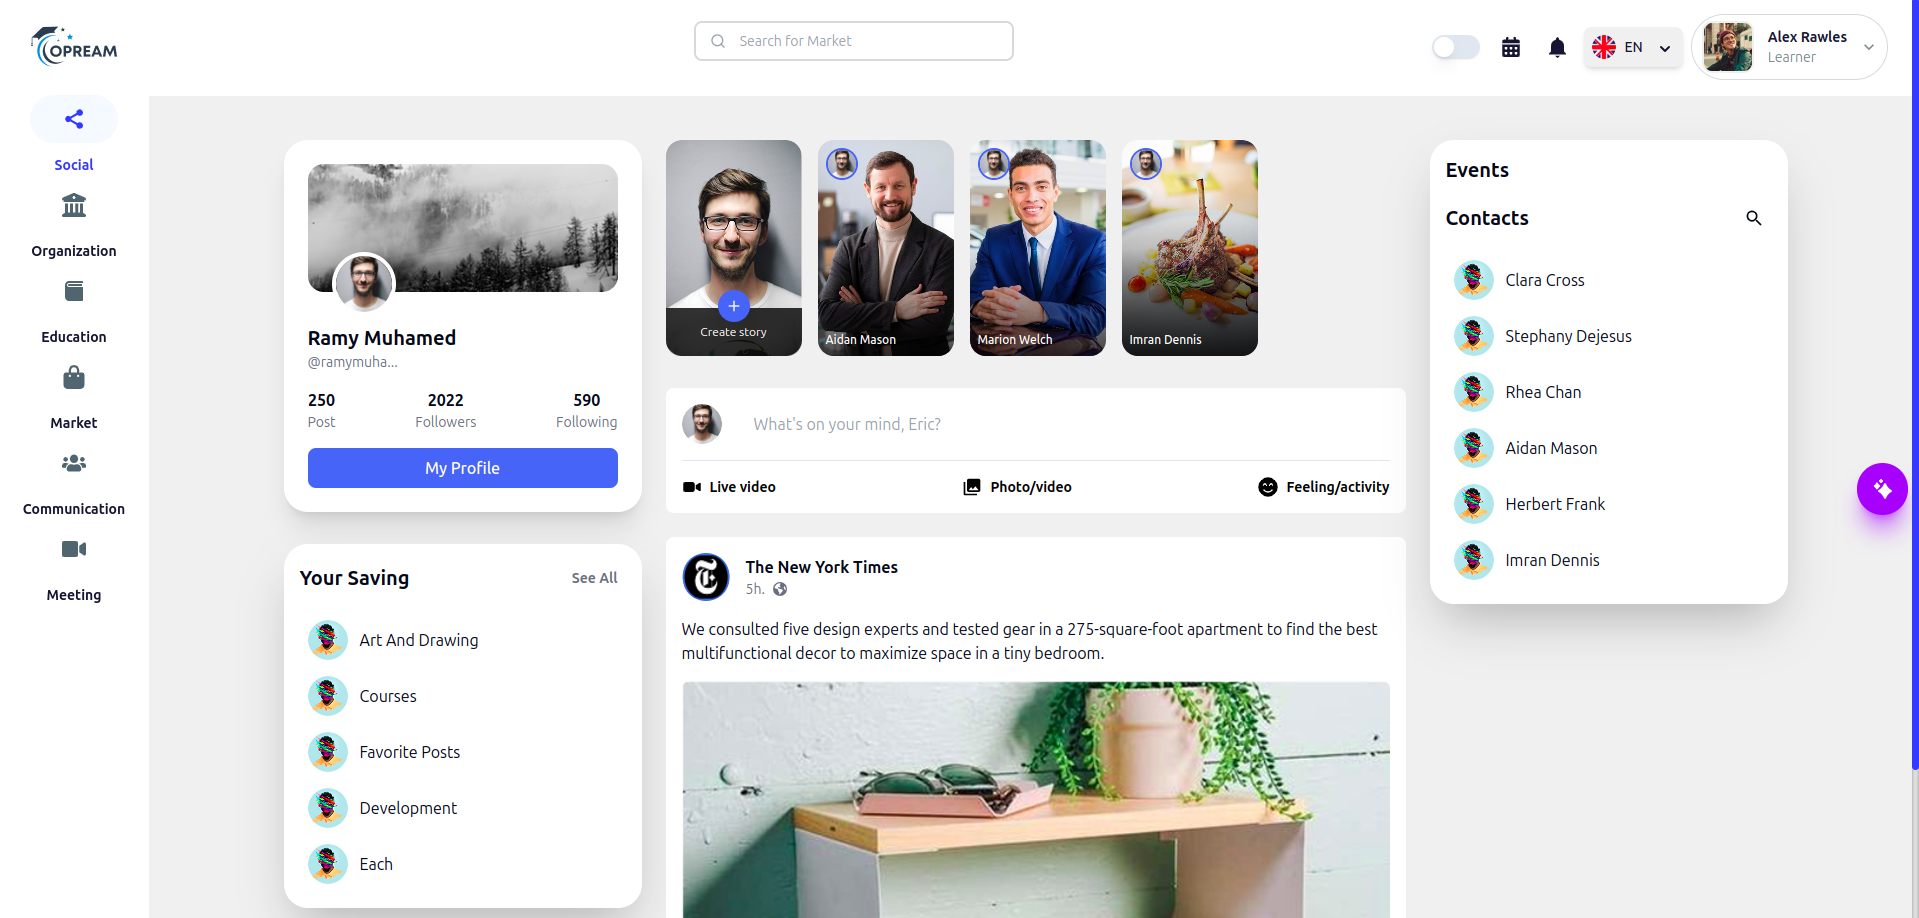 OPREAM
Search for Market
EN
Alex Rawles
Learner
Social
Organization
Education
Market
Communication
Meeting
Ramy Muhamed
@ramymuha...
250
2022
590
Post
Followers
Following
My Profile
Your Saving
See All
Art And Drawing
Courses
Favorite Posts
Development
Each
Create story
Aidan Mason
Marion Welch
Imran Dennis
What's on your mind, Eric?
Live video
Photo/video
Feeling/activity
The New York Times
5h.
We consulted five design experts and tested gear in a 275-square-foot apartment to find the best
multifunctional decor to maximize space in a tiny bedroom.
Events
Contacts
Clara Cross
Stephany Dejesus
Rhea Chan
Aidan Mason
Herbert Frank
Imran Dennis